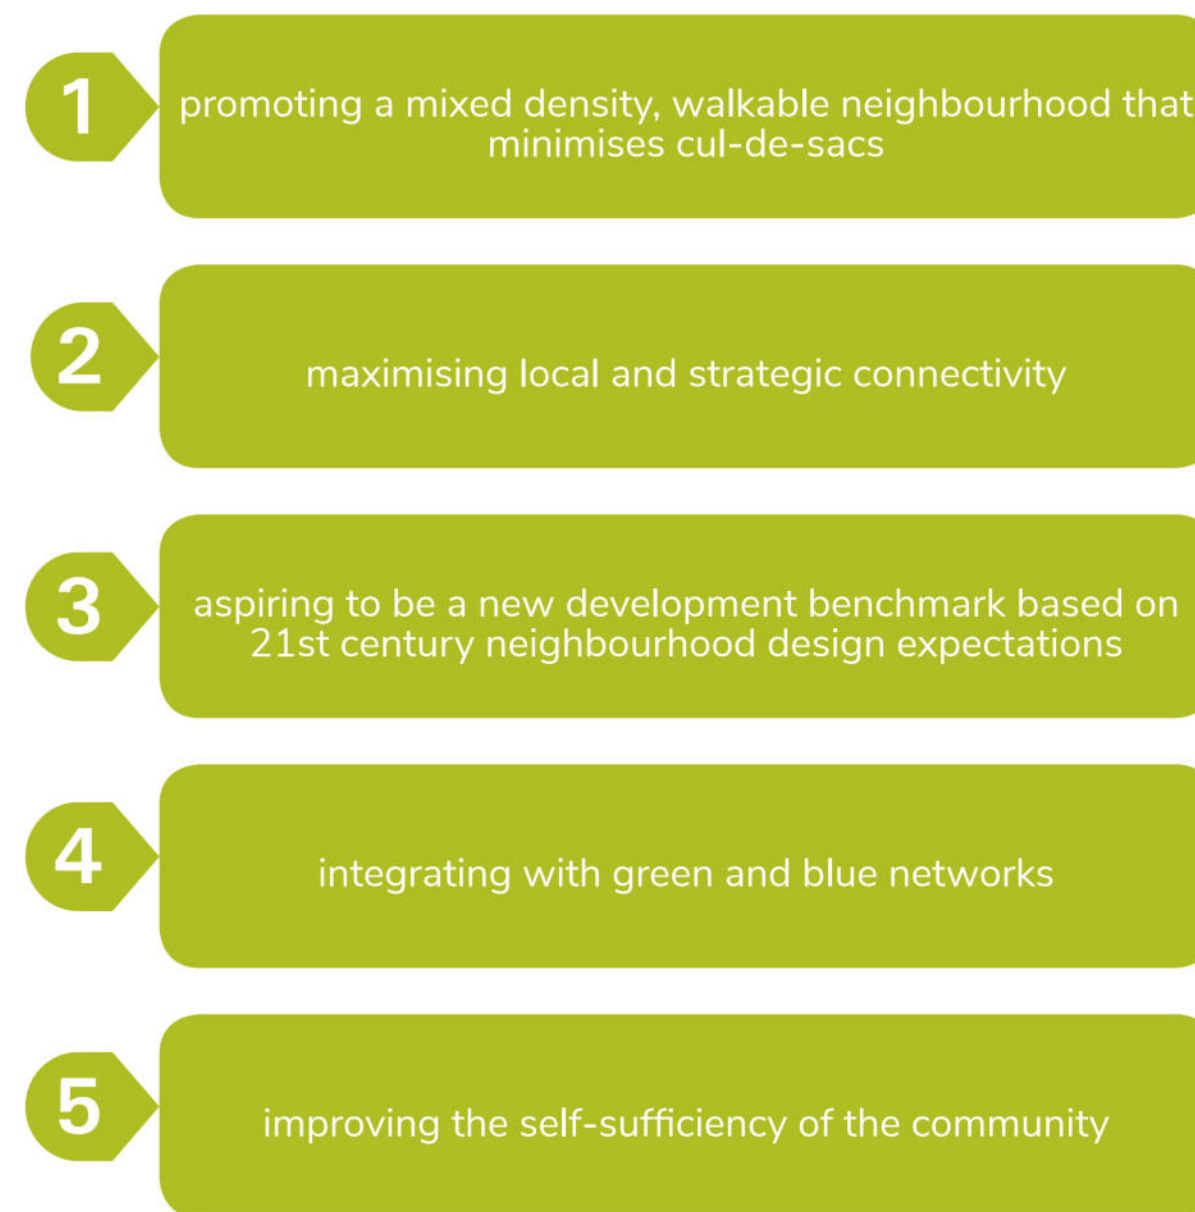 1
promoting a mixed density, walkable neighbourhood that
minimises cul-de-sacs
2
maximising local and strategic connectivity
3
aspiring to be a new development benchmark based on
21st century neighbourhood design expectations
4
integrating with green and blue networks
5
improving the self-sufficiency of the community